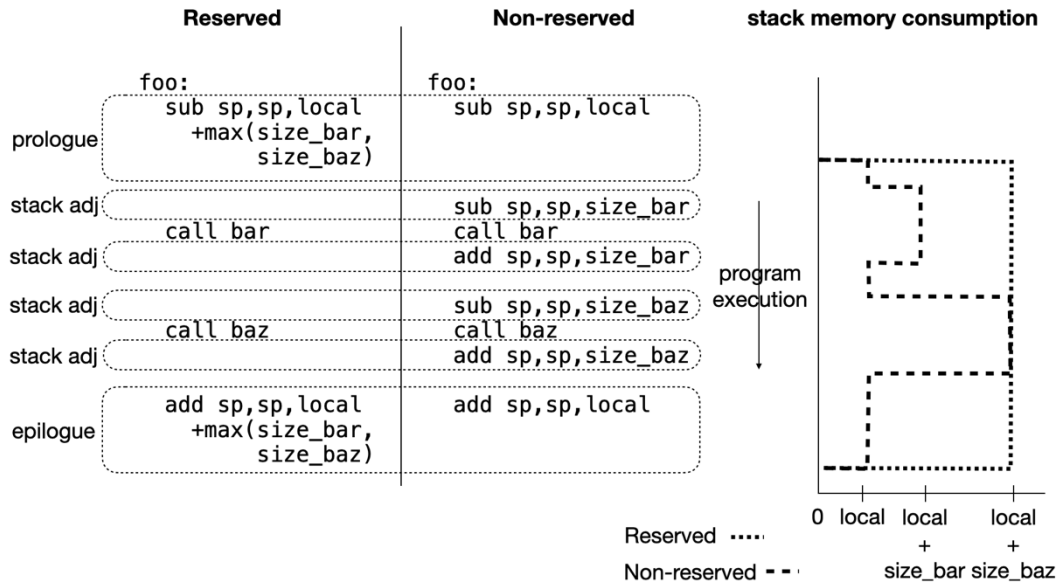 Reserved Non-reserved stack memory consumption
foo: foo:
prologue sub sp,sp,local sub sp,sp,local
+max(size_bar,
size_baz)
stack adj sub sp,sp,size_bar
call bar call bar
stack adj add sp,sp,size_bar
program
execution
stack adj sub sp,sp,size_baz
call baz call baz
stack adj add sp,sp,size_baz
epilogue add sp,sp,local add sp,sp,local
+max(size_bar,
size_baz)
0 local local local
+ +
size_bar size_baz
Reserved
Non-reserved